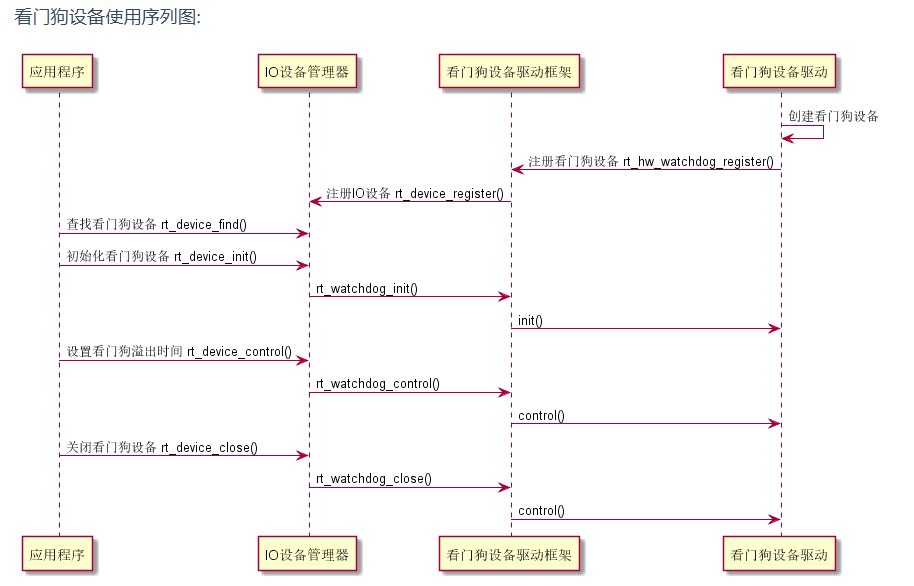 看门狗设备使用序列图:
应用程序
IO设备管理器
看门狗设备驱动框架
看门狗设备驱动
创建看门狗设备
注册看门狗设备 rt_hw_watchdog_register()
注册IO设备 rt_device_register()
查找看门狗设备 rt_device_find()
初始化看门狗设备 rt_device_init()
rt_watchdog_init()
init()
设置看门狗溢出时间 rt_device_control()
rt_watchdog_control()
control()
关闭看门狗设备 rt_device_close()
rt_watchdog_close()
control()
应用程序
IO设备管理器
看门狗设备驱动框架
看门狗设备驱动